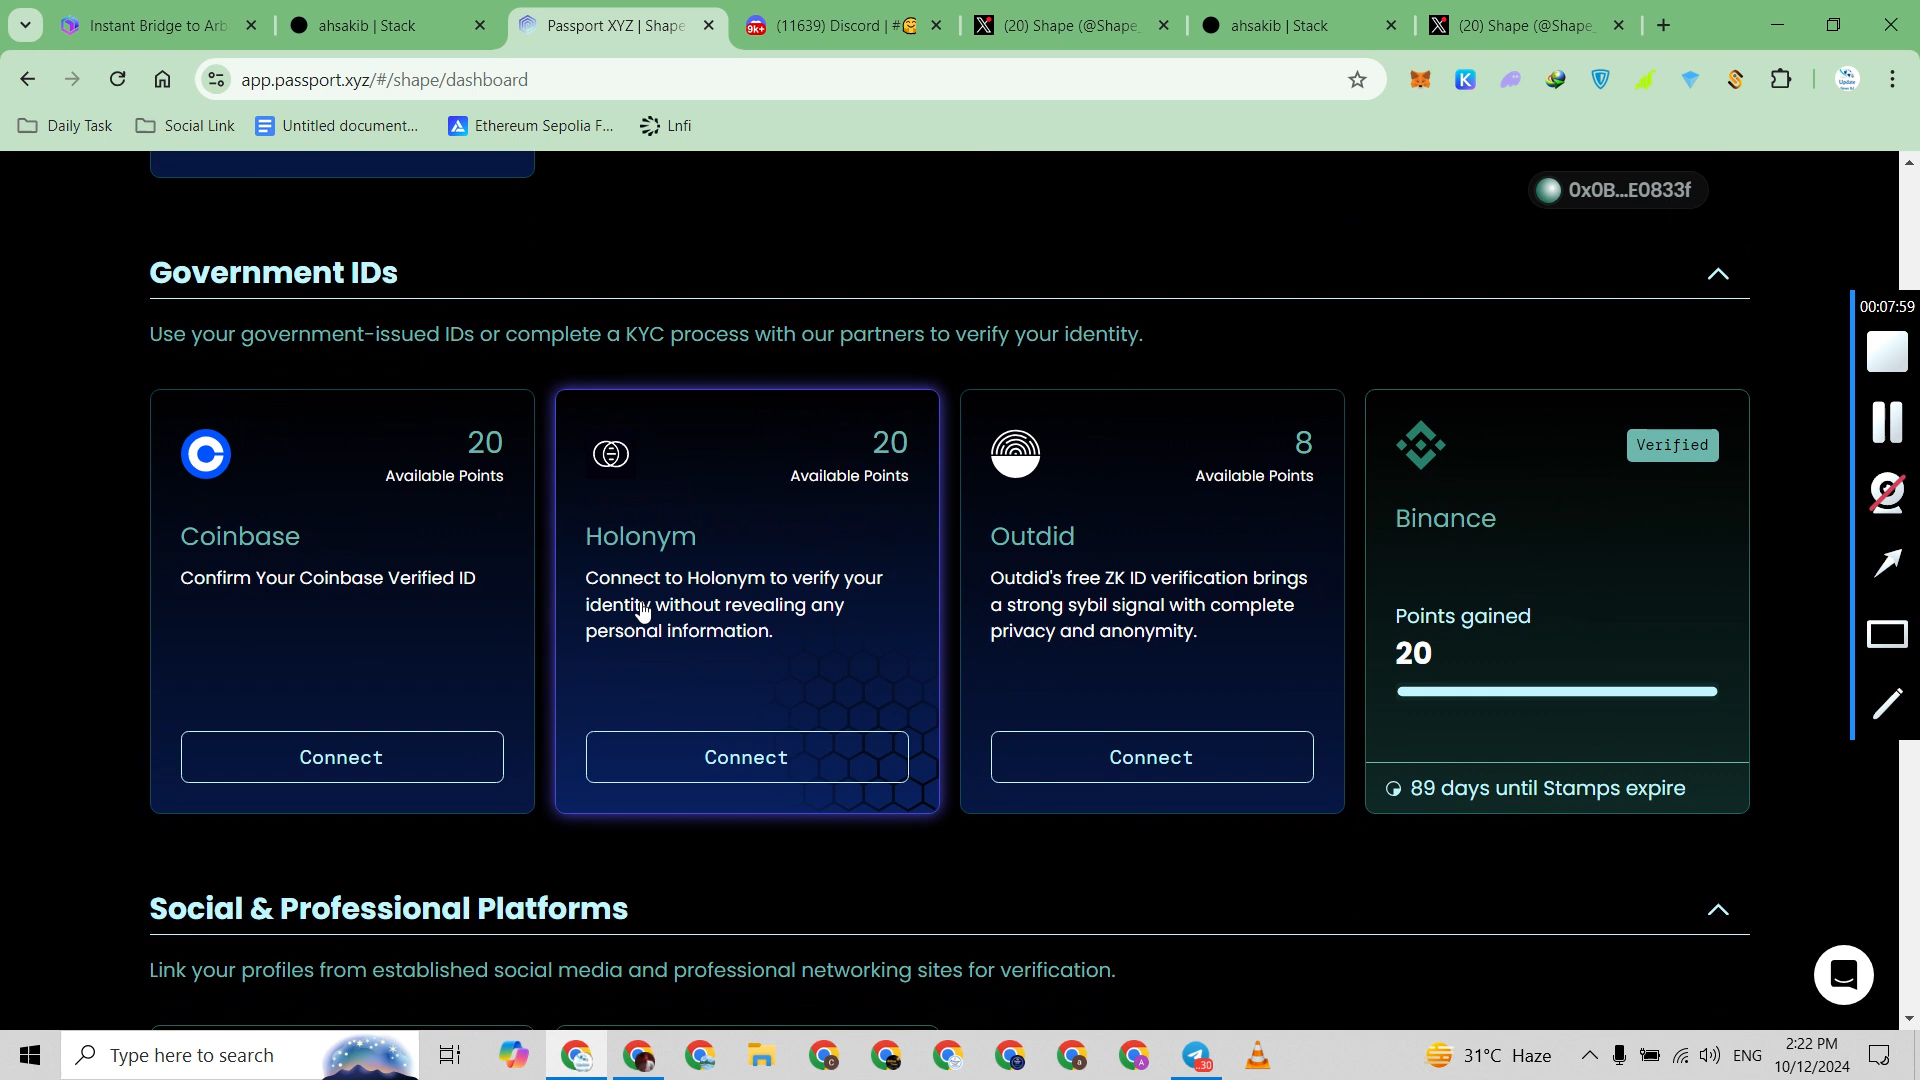 Instant Bridge to Arb
ahsakib | Stack
Passport XYZ | Shape
9k+
(11639) Discord | #
(20) Shape (@Shape_
ahsakib | Stack
(20) Shape (@Shape_
app.passport.xyz/#/shape/dashboard
Daily Task
Social Link
Untitled document...
Ethereum Sepolia F...
Lnfi
0x0B...E0833f
Government IDs
Use your government-issued IDs or complete a KYC process with our partners to verify your identity.
00:07:59
20
Available Points
Coinbase
Confirm Your Coinbase Verified ID
Connect
20
Available Points
Holonym
Connect to Holonym to verify your
identity without revealing any
personal information.
Connect
8
Available Points
Outdid
Outdid's free ZK ID verification brings
a strong sybil signal with complete
privacy and anonymity.
Connect
Verified
Binance
Points gained
20
89 days until Stamps expire
Social & Professional Platforms
Link your profiles from established social media and professional networking sites for verification.
Type here to search
30
31°C Haze
ENG
2:22 PM
10/12/2024